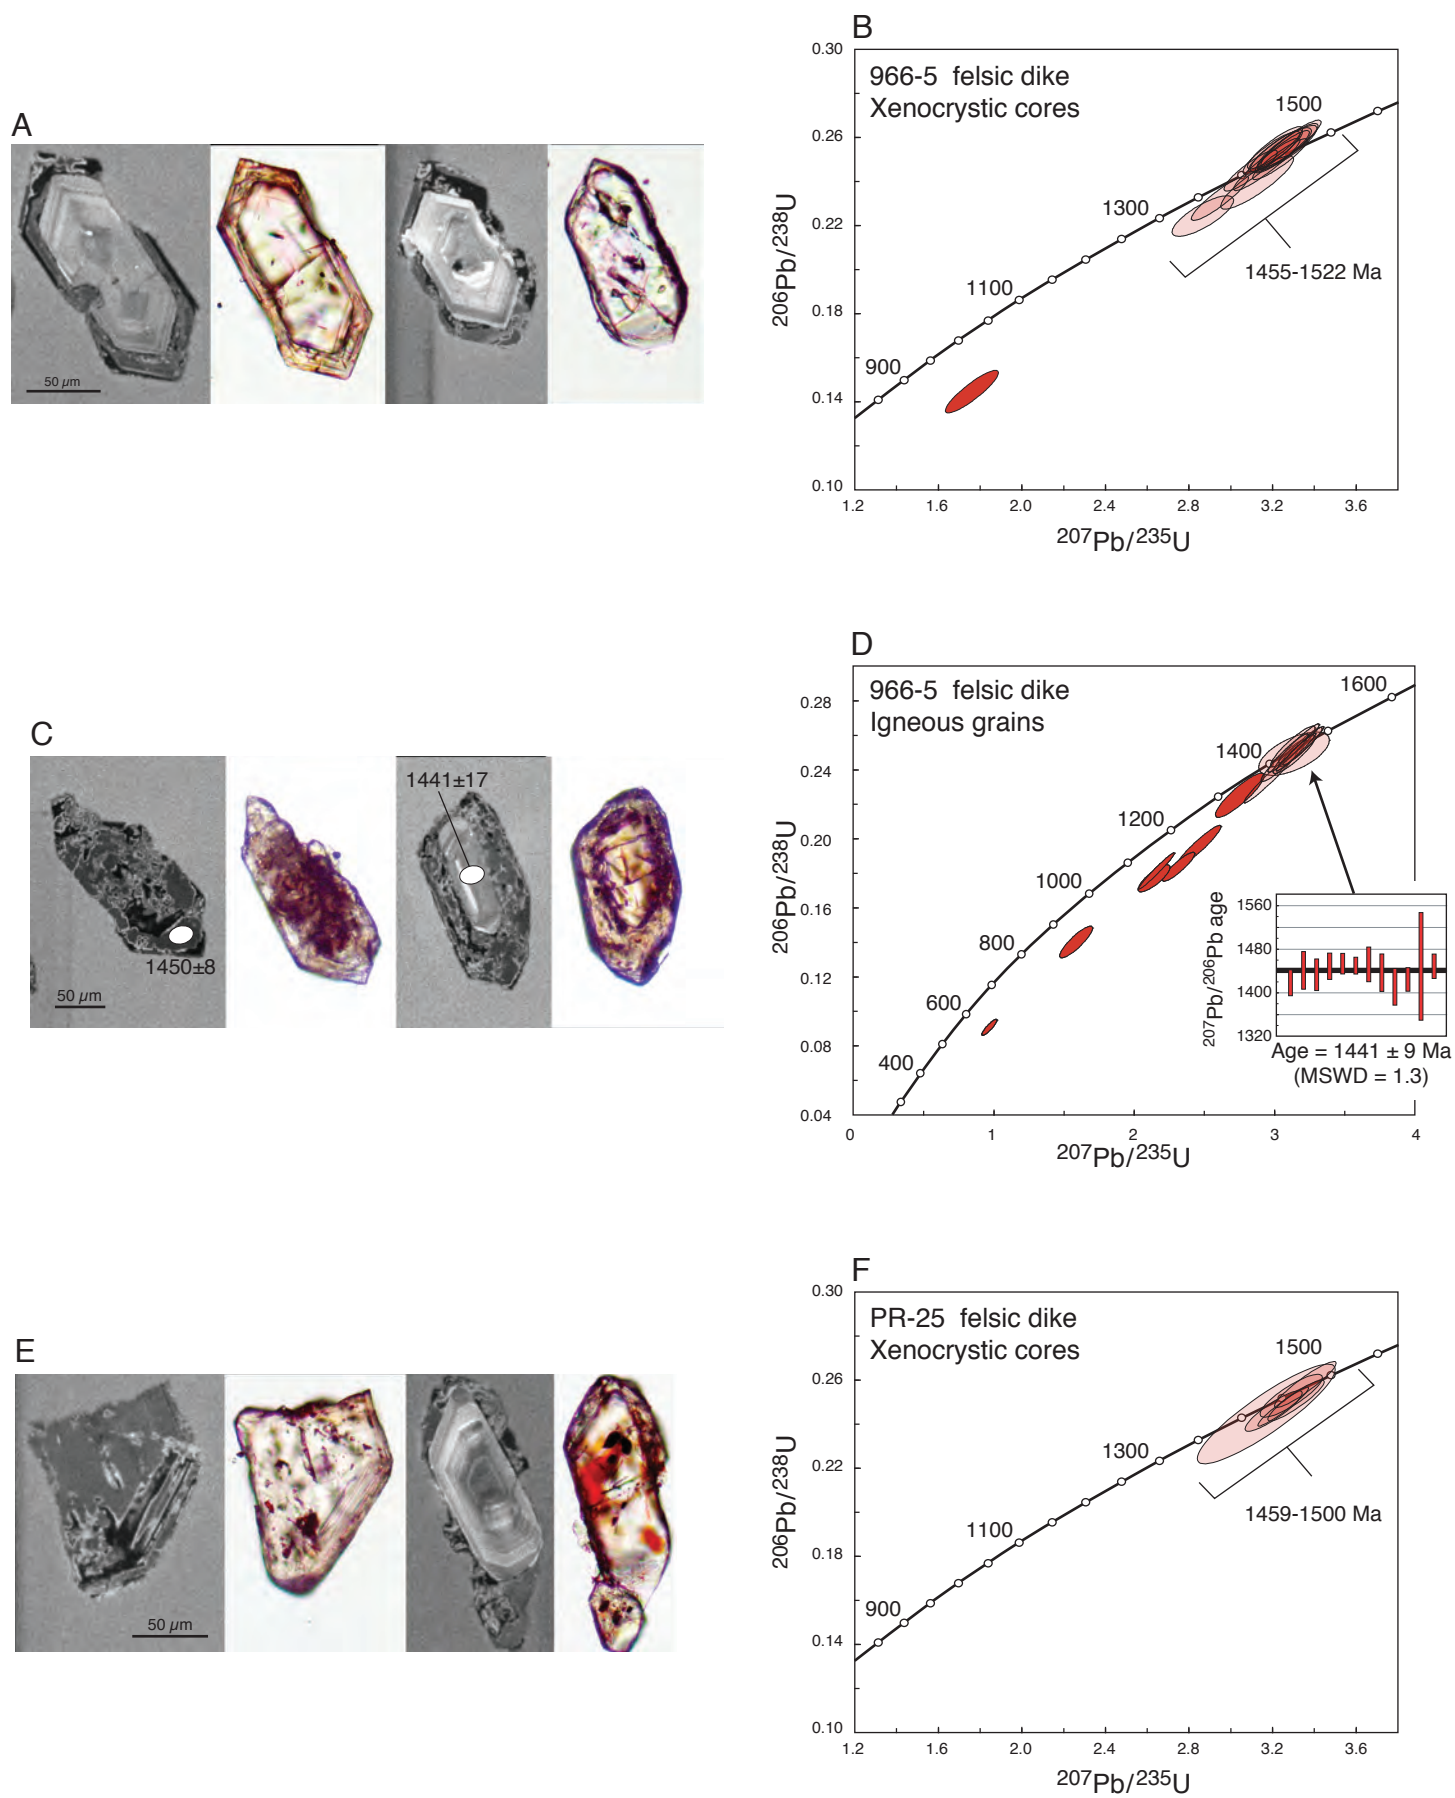 A
50 µm
B
966-5 felsic dike
Xenocrystic cores
1500
1300
1100
900
1455-1522 Ma
0.30
0.26
0.22
0.18
0.14
0.10
206Pb/238U
1.2 1.6 2.0 2.4 2.8 3.2 3.6
207Pb/235U
C
1441±17
1450±8
50 µm
D
966-5 felsic dike
Igneous grains
1600
1400
1200
1000
800
600
400
0.28
0.24
0.20
0.16
0.12
0.08
0.04
206Pb/238U
0 1 2 3 4
207Pb/235U
1560
1480
1400
1320
207Pb/206Pb age
Age = 1441 ± 9 Ma
(MSWD = 1.3)
E
50 µm
F
PR-25 felsic dike
Xenocrystic cores
1500
1300
1100
900
1459-1500 Ma
0.30
0.26
0.22
0.18
0.14
0.10
206Pb/238U
1.2 1.6 2.0 2.4 2.8 3.2 3.6
207Pb/235U